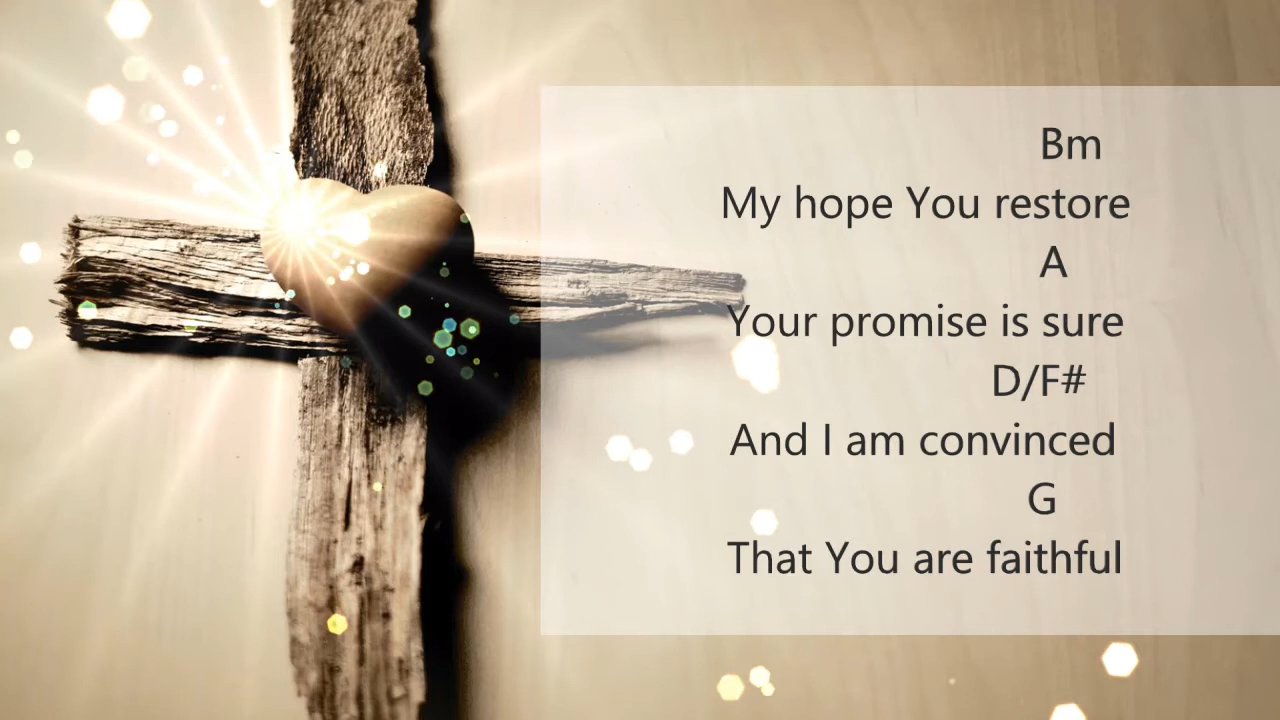 Bm
My hope You restore
A
Your promise is sure
D/F#
And I am convinced
G
That You are faithful